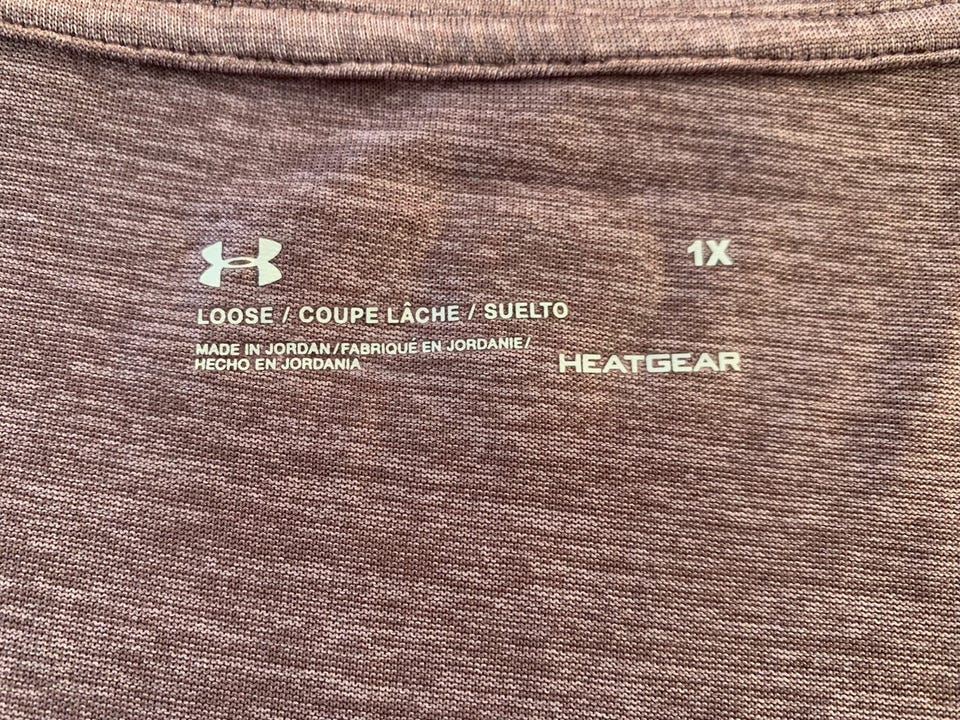 1X
LOOSE / COUPE LÂCHE / SUELTO
MADE IN JORDAN/FABRIQUÉ EN JORDANIE/
HECHO EN JORDANIA
HEATGEAR